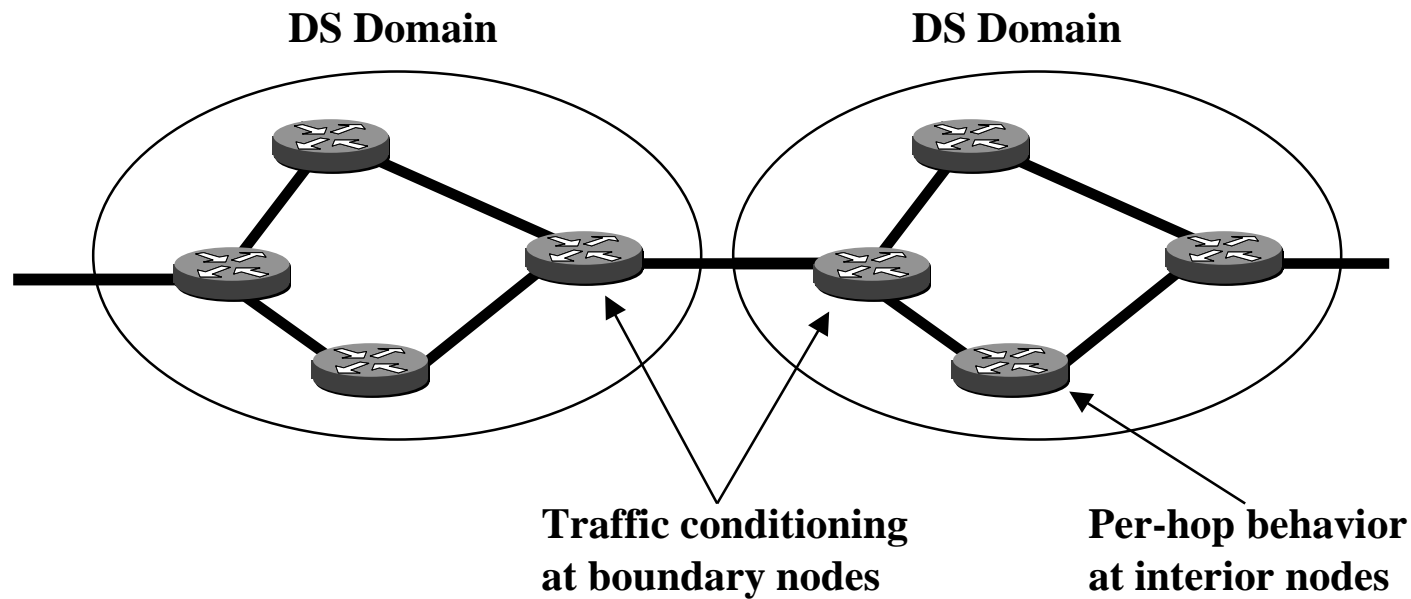 DS Domain
DS Domain
Traffic conditioning
at boundary nodes
Per-hop behavior
at interior nodes